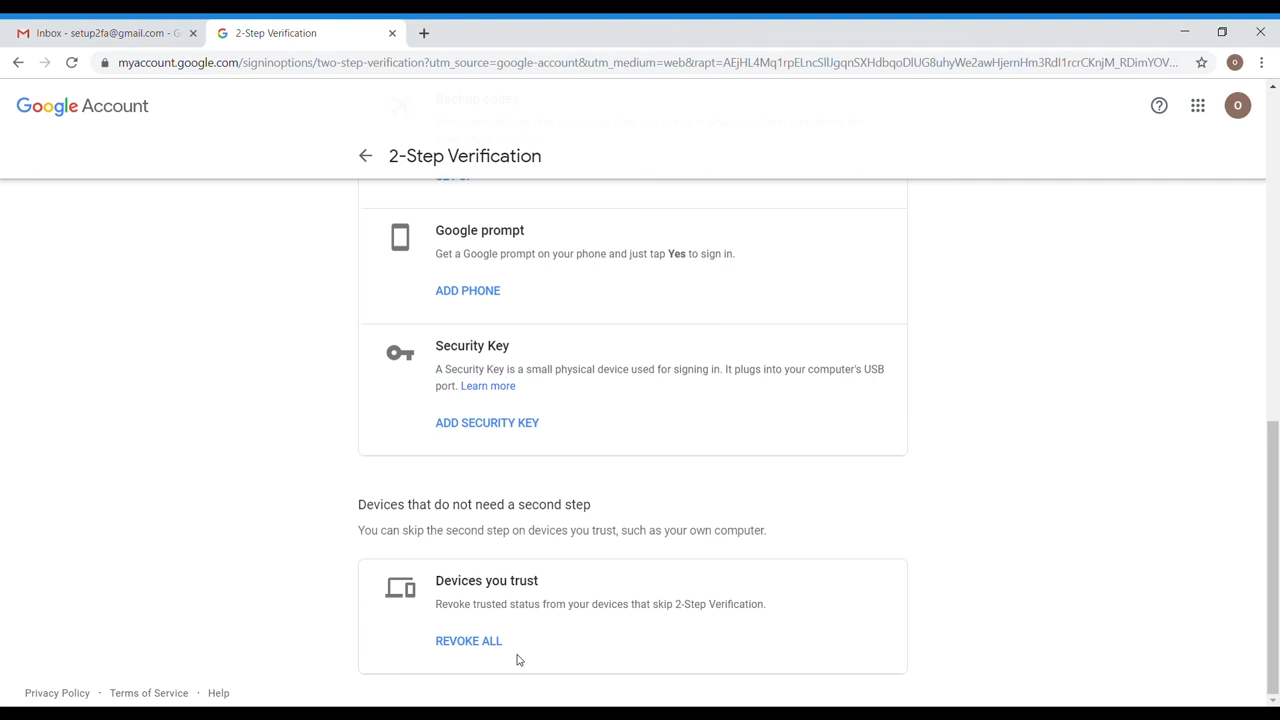 Inbox - setup2fa@gmail.com - G
2-Step Verification
myaccount.google.com/signinoptions/two-step-verification?utm_source=google-account&utm_medium=web&rapt=
O
Google Account
Backup codes
O
2-Step Verification
Google prompt
Get a Google prompt on your phone and just tap Yes to sign in.
ADD PHONE
Security Key
A Security Key is a small physical device used for signing in. It plugs into your computer's USB
port. Learn more
ADD SECURITY KEY
Devices that do not need a second step
You can skip the second step on devices you trust, such as your own computer.
Devices you trust
Revoke trusted status from your devices that skip 2-Step Verification.
REVOKE ALL
Privacy Policy · Terms of Service · Help